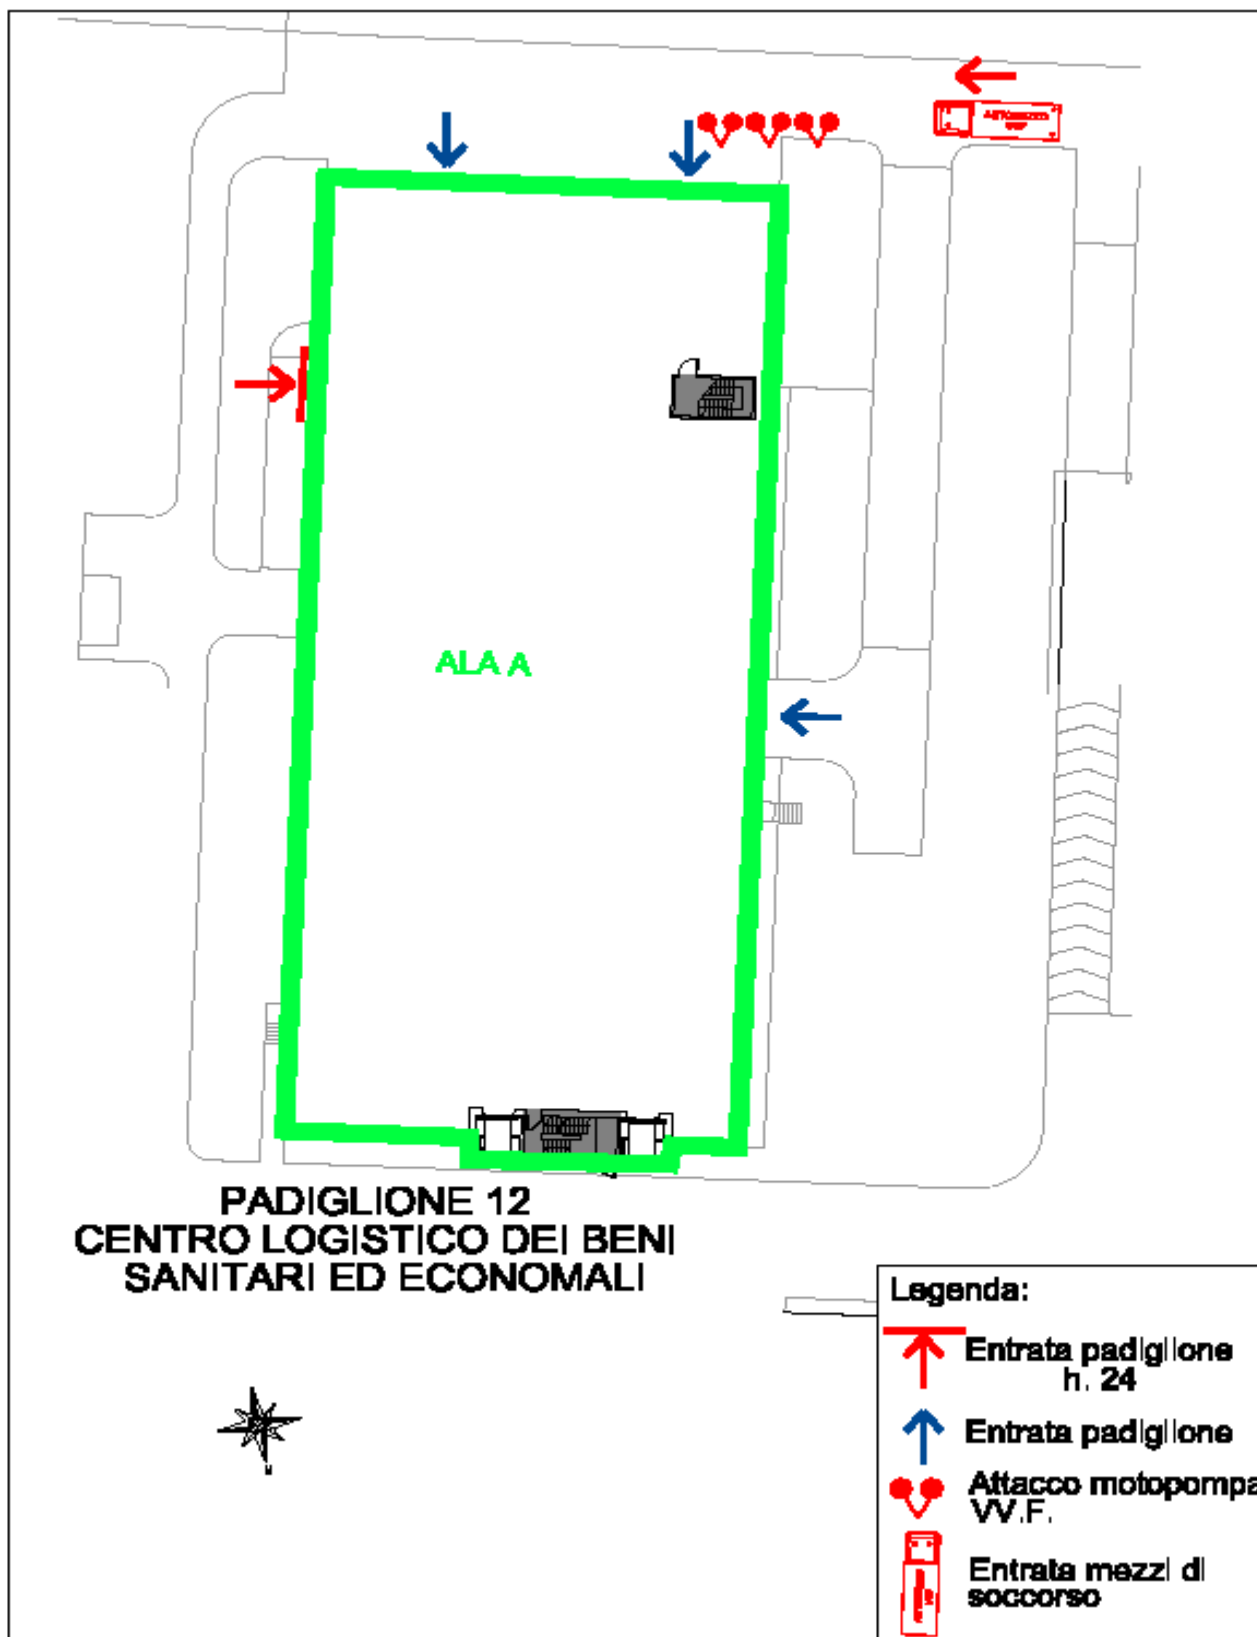 ALA A
PADIGLIONE 12
CENTRO LOGISTICO DEI BENI
SANITARI ED ECONOMALI
Legenda:
Entrata padiglione
h. 24
Entrata padiglione
Attacco motopompa
VV.F.
Entrata mezzi di
soccorso
N